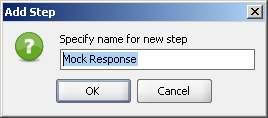 Add Step
Specify name for new step
Mock Response
OK
Cancel